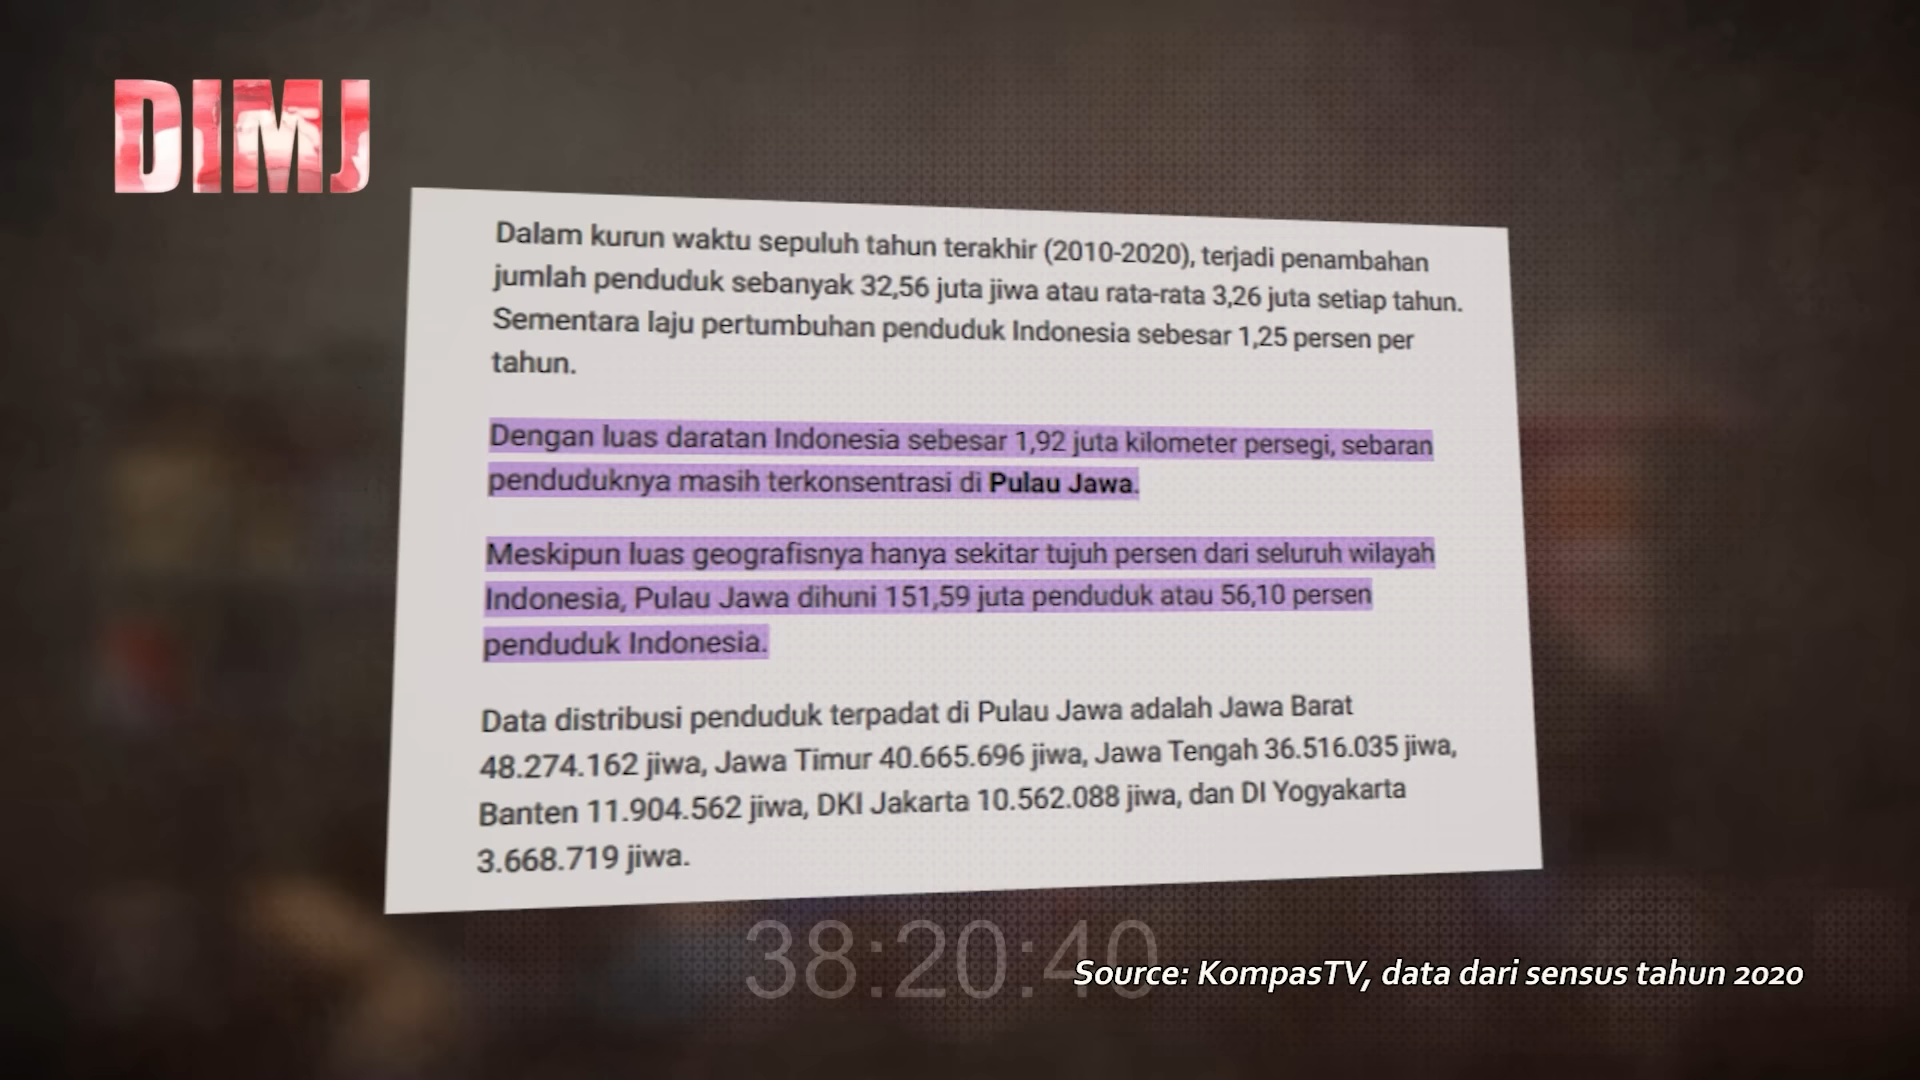 DIMJ
Dalam kurun waktu sepuluh tahun terakhir (2010-2020), terjadi penambahan
jumlah penduduk sebanyak 32,56 juta jiwa atau rata-rata 3,26 juta setiap tahun.
Sementara laju pertumbuhan penduduk Indonesia sebesar 1,25 persen per
tahun.
Dengan luas daratan Indonesia sebesar 1,92 juta kilometer persegi, sebaran
penduduknya masih terkonsentrasi di Pulau Jawa.
Meskipun luas geografisnya hanya sekitar tujuh persen dari seluruh wilayah
Indonesia, Pulau Jawa dihuni 151,59 juta penduduk atau 56,10 persen
penduduk Indonesia.
Data distribusi penduduk terpadat di Pulau Jawa adalah Jawa Barat
48.274.162 jiwa, Jawa Timur 40.665.696 jiwa, Jawa Tengah 36.516.035 jiwa,
Banten 11.904.562 jiwa, DKI Jakarta 10.562.088 jiwa, dan DI Yogyakarta
3.668.719 jiwa.
38:20:40
Source: KompasTV, data dari sensus tahun 2020